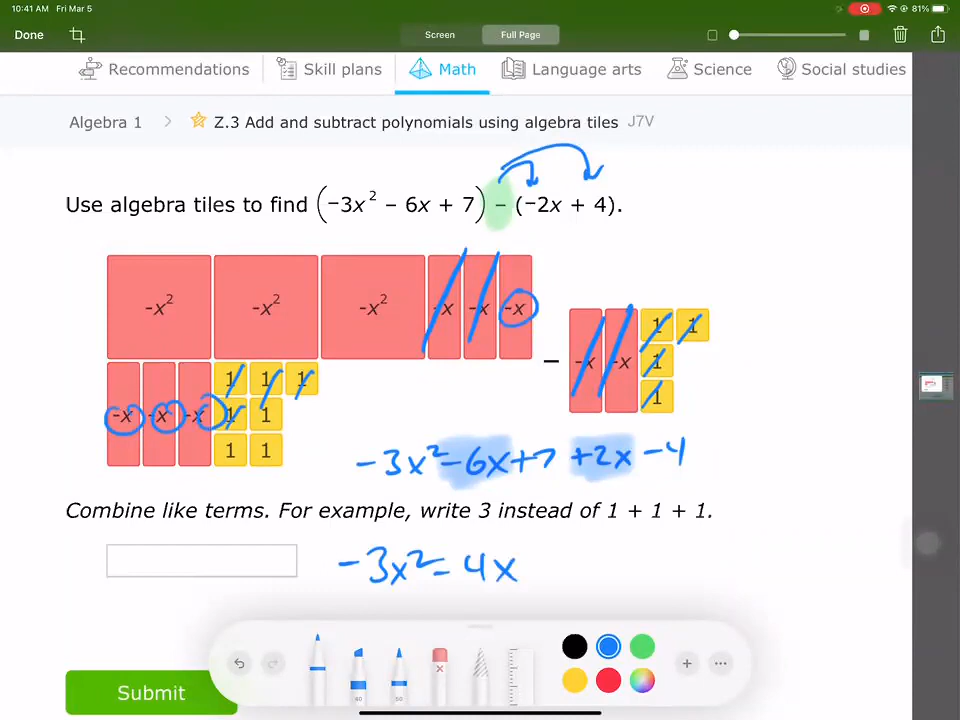 10:41 AM Fri Mar 5 81%
Done Screen Full Page
Recommendations Skill plans Math Language arts Science Social studies
Algebra 1 > Z.3 Add and subtract polynomials using algebra tiles J7V
Use algebra tiles to find (-3x² – 6x + 7) – (-2x + 4).
-x² -x² -x² -x -x -x
-x -x 1 1
–
1
1
-x -x -x 1 1 1
1 1
1 1
-3x² -6x +7 +2x -4
Combine like terms. For example, write 3 instead of 1 + 1 + 1.
-3x² = 4x
40 50
Submit